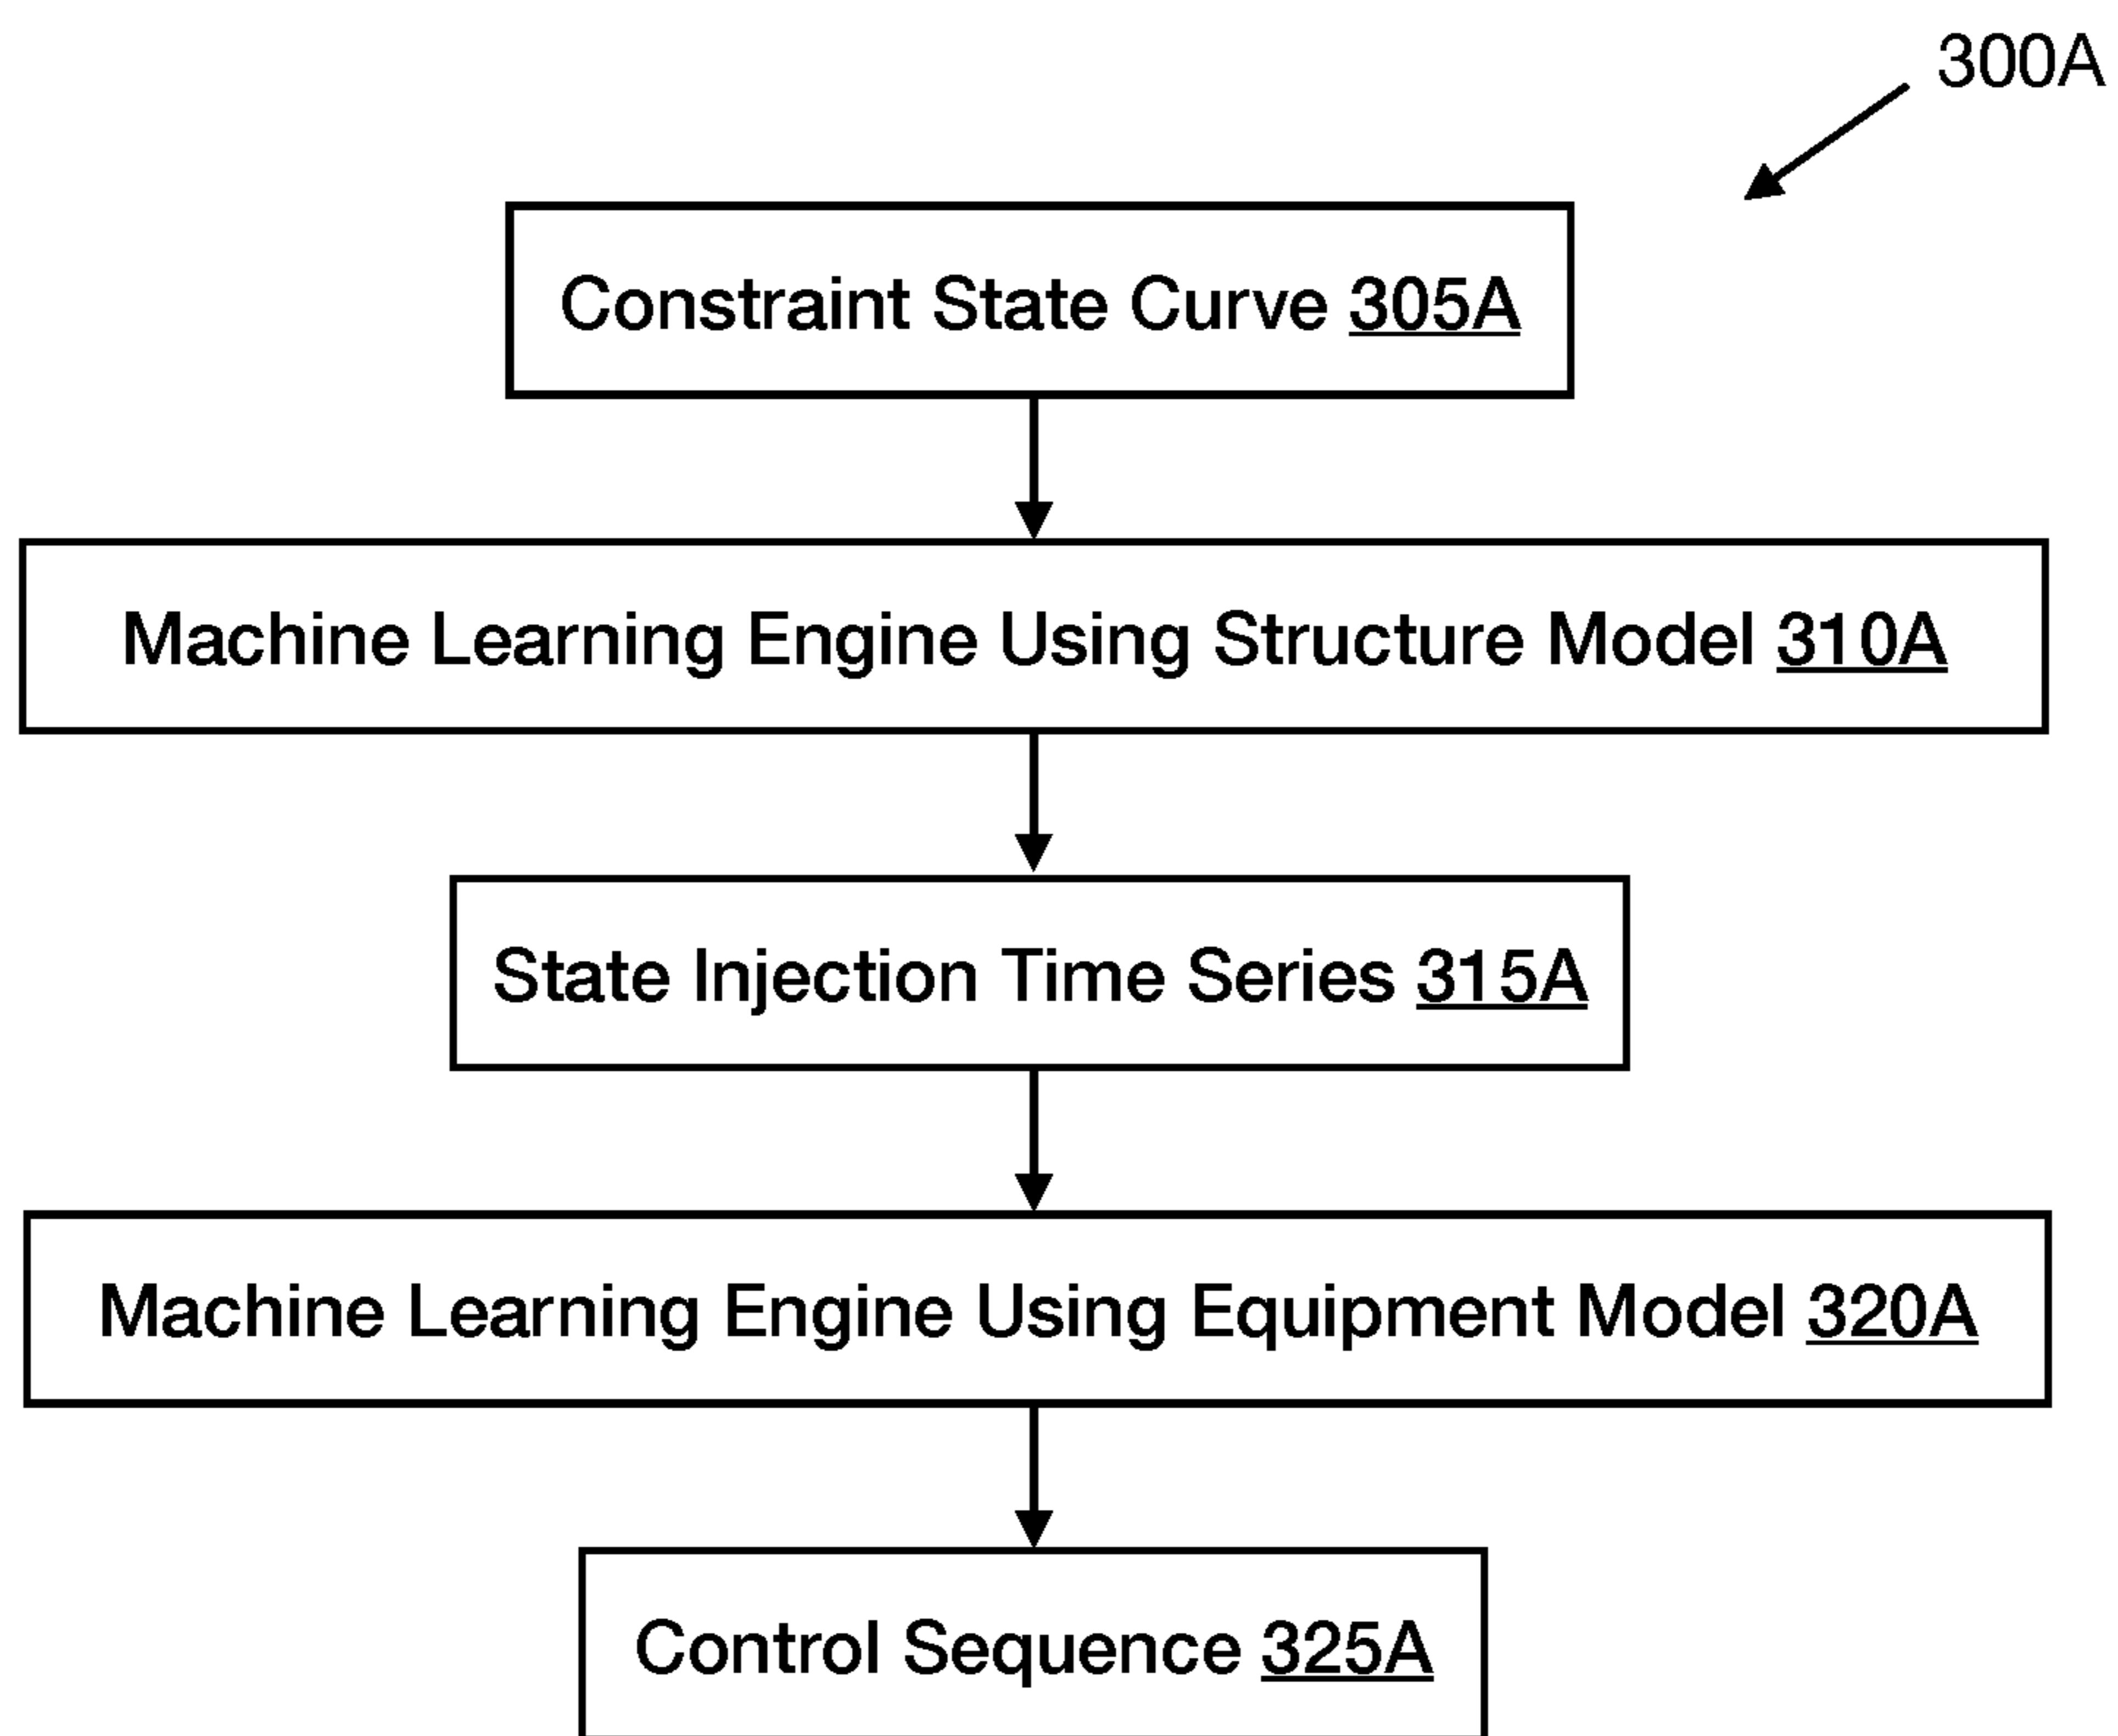 300A
Constraint State Curve 305A
Machine Learning Engine Using Structure Model 310A
State Injection Time Series 315A
Machine Learning Engine Using Equipment Model 320A
Control Sequence 325A